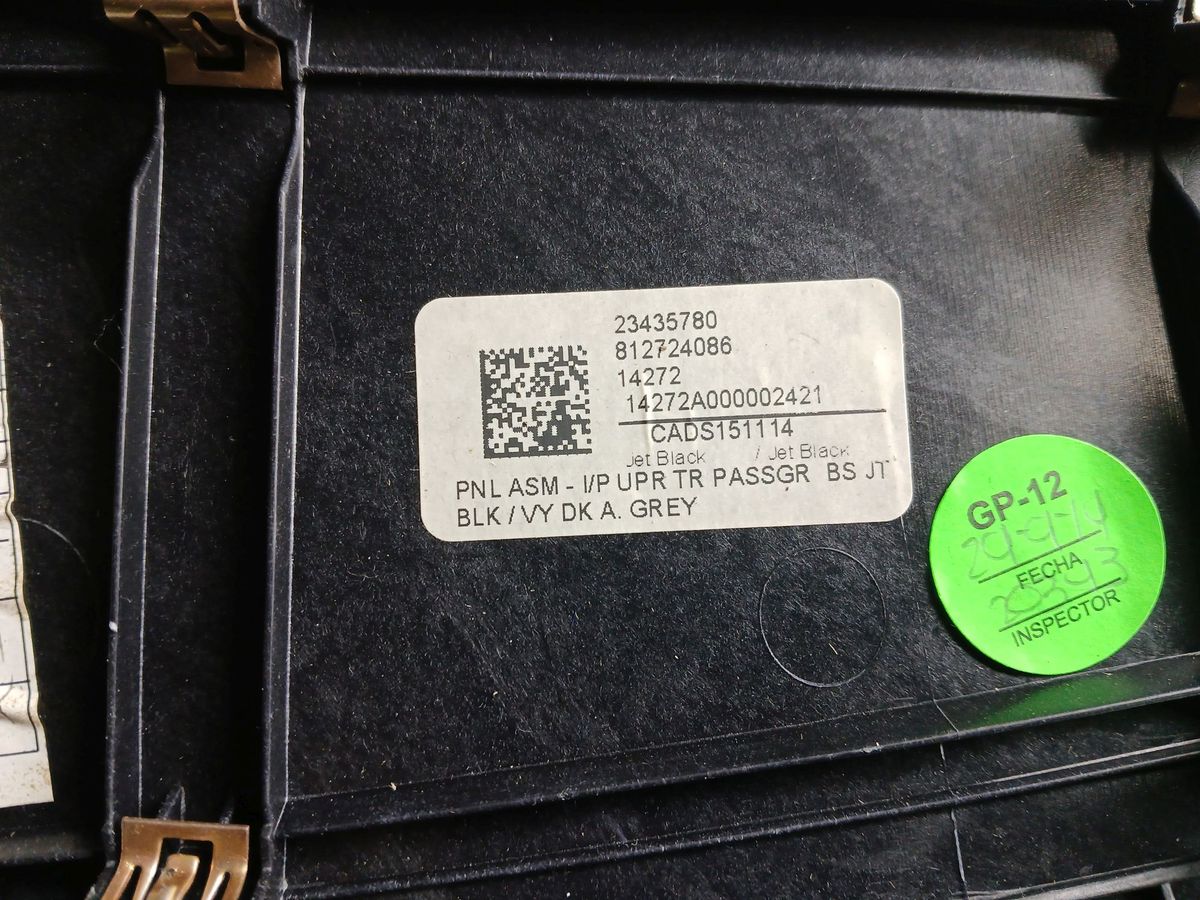 23435780
812724086
14272
14272A000002421
CADS151114
Jet Black / Jet Black
PNL ASM - I/P UPR TR PASSGR BS JT
BLK / VY DK A. GREY
GP-12
FECHA
INSPECTOR